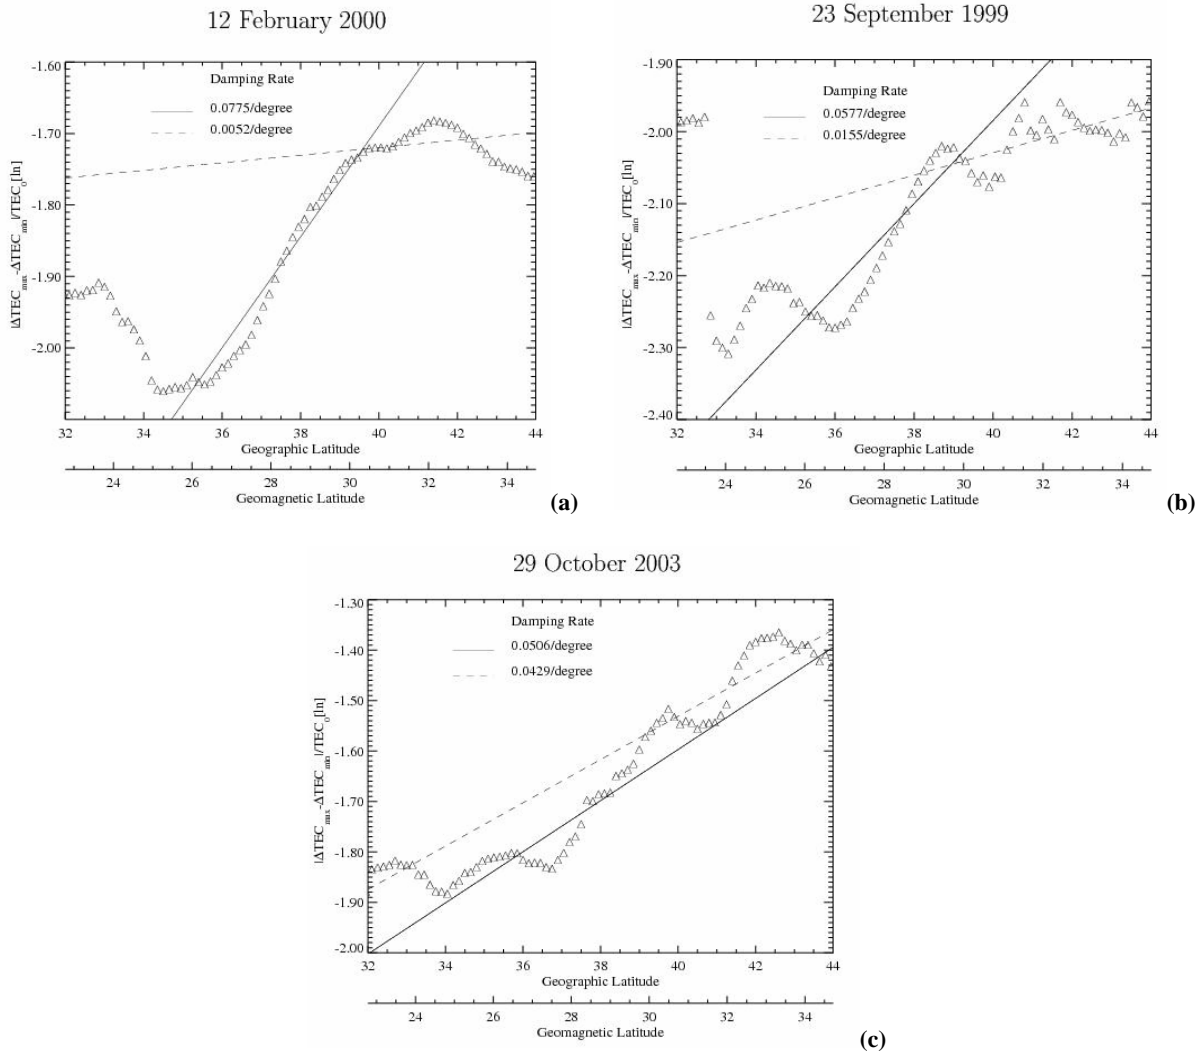 12 February 2000
-1.60
-1.70
-1.80
-1.90
-2.00
|ΔTECmax-ΔTECmin|/TECo[ln]
Damping Rate
0.0775/degree
0.0052/degree
32 34 36 38 40 42 44
Geographic Latitude
24 26 28 30 32 34
Geomagnetic Latitude
(a)
23 September 1999
-1.90
-2.00
-2.10
-2.20
-2.30
-2.40
|ΔTECmax-ΔTECmin|/TECo[ln]
Damping Rate
0.0577/degree
0.0155/degree
32 34 36 38 40 42 44
Geographic Latitude
24 26 28 30 32 34
Geomagnetic Latitude
(b)
29 October 2003
-1.30
-1.40
-1.50
-1.60
-1.70
-1.80
-1.90
-2.00
|ΔTECmax-ΔTECmin|/TECo[ln]
Damping Rate
0.0506/degree
0.0429/degree
32 34 36 38 40 42 44
Geographic Latitude
24 26 28 30 32 34
Geomagnetic Latitude
(c)